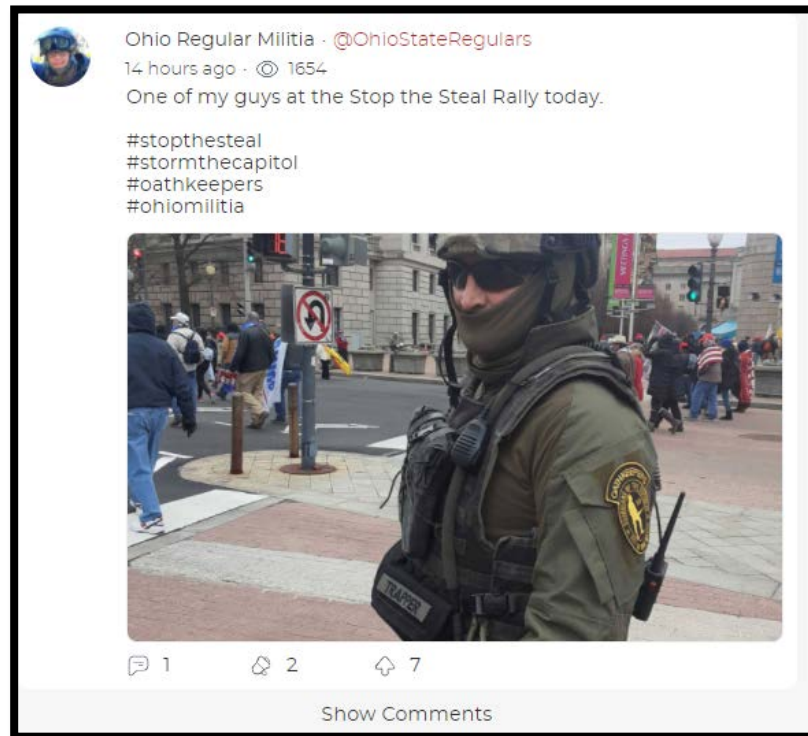 Ohio Regular Militia · @OhioStateRegulars
14 hours ago · 1654
One of my guys at the Stop the Steal Rally today.
#stopthesteal
#stormthecapitol
#oathkeepers
#ohiomilitia
TRAPPER
1 2 7
Show Comments